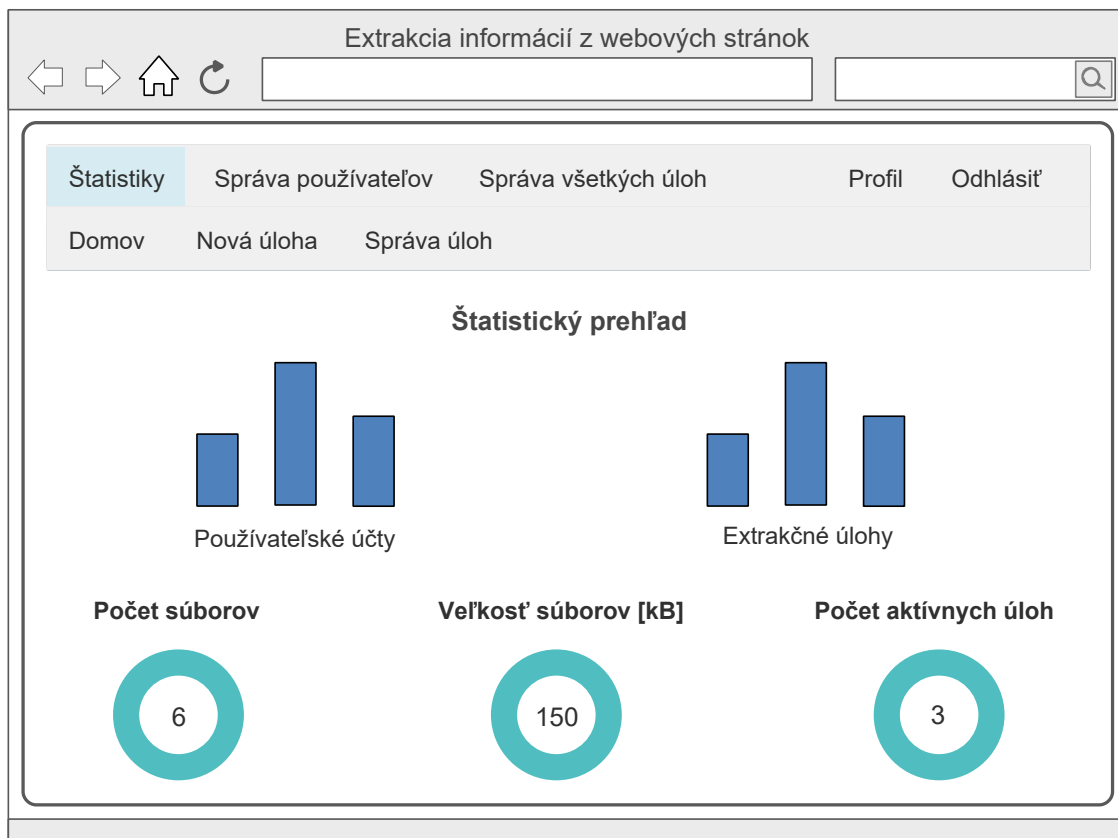 Extrakcia informácií z webových stránok
Štatistiky Správa používateľov Správa všetkých úloh Profil Odhlásiť
Domov Nová úloha Správa úloh
Štatistický prehľad
Používateľské účty Extrakčné úlohy
Počet súborov Veľkosť súborov [kB] Počet aktívnych úloh
6 150 3